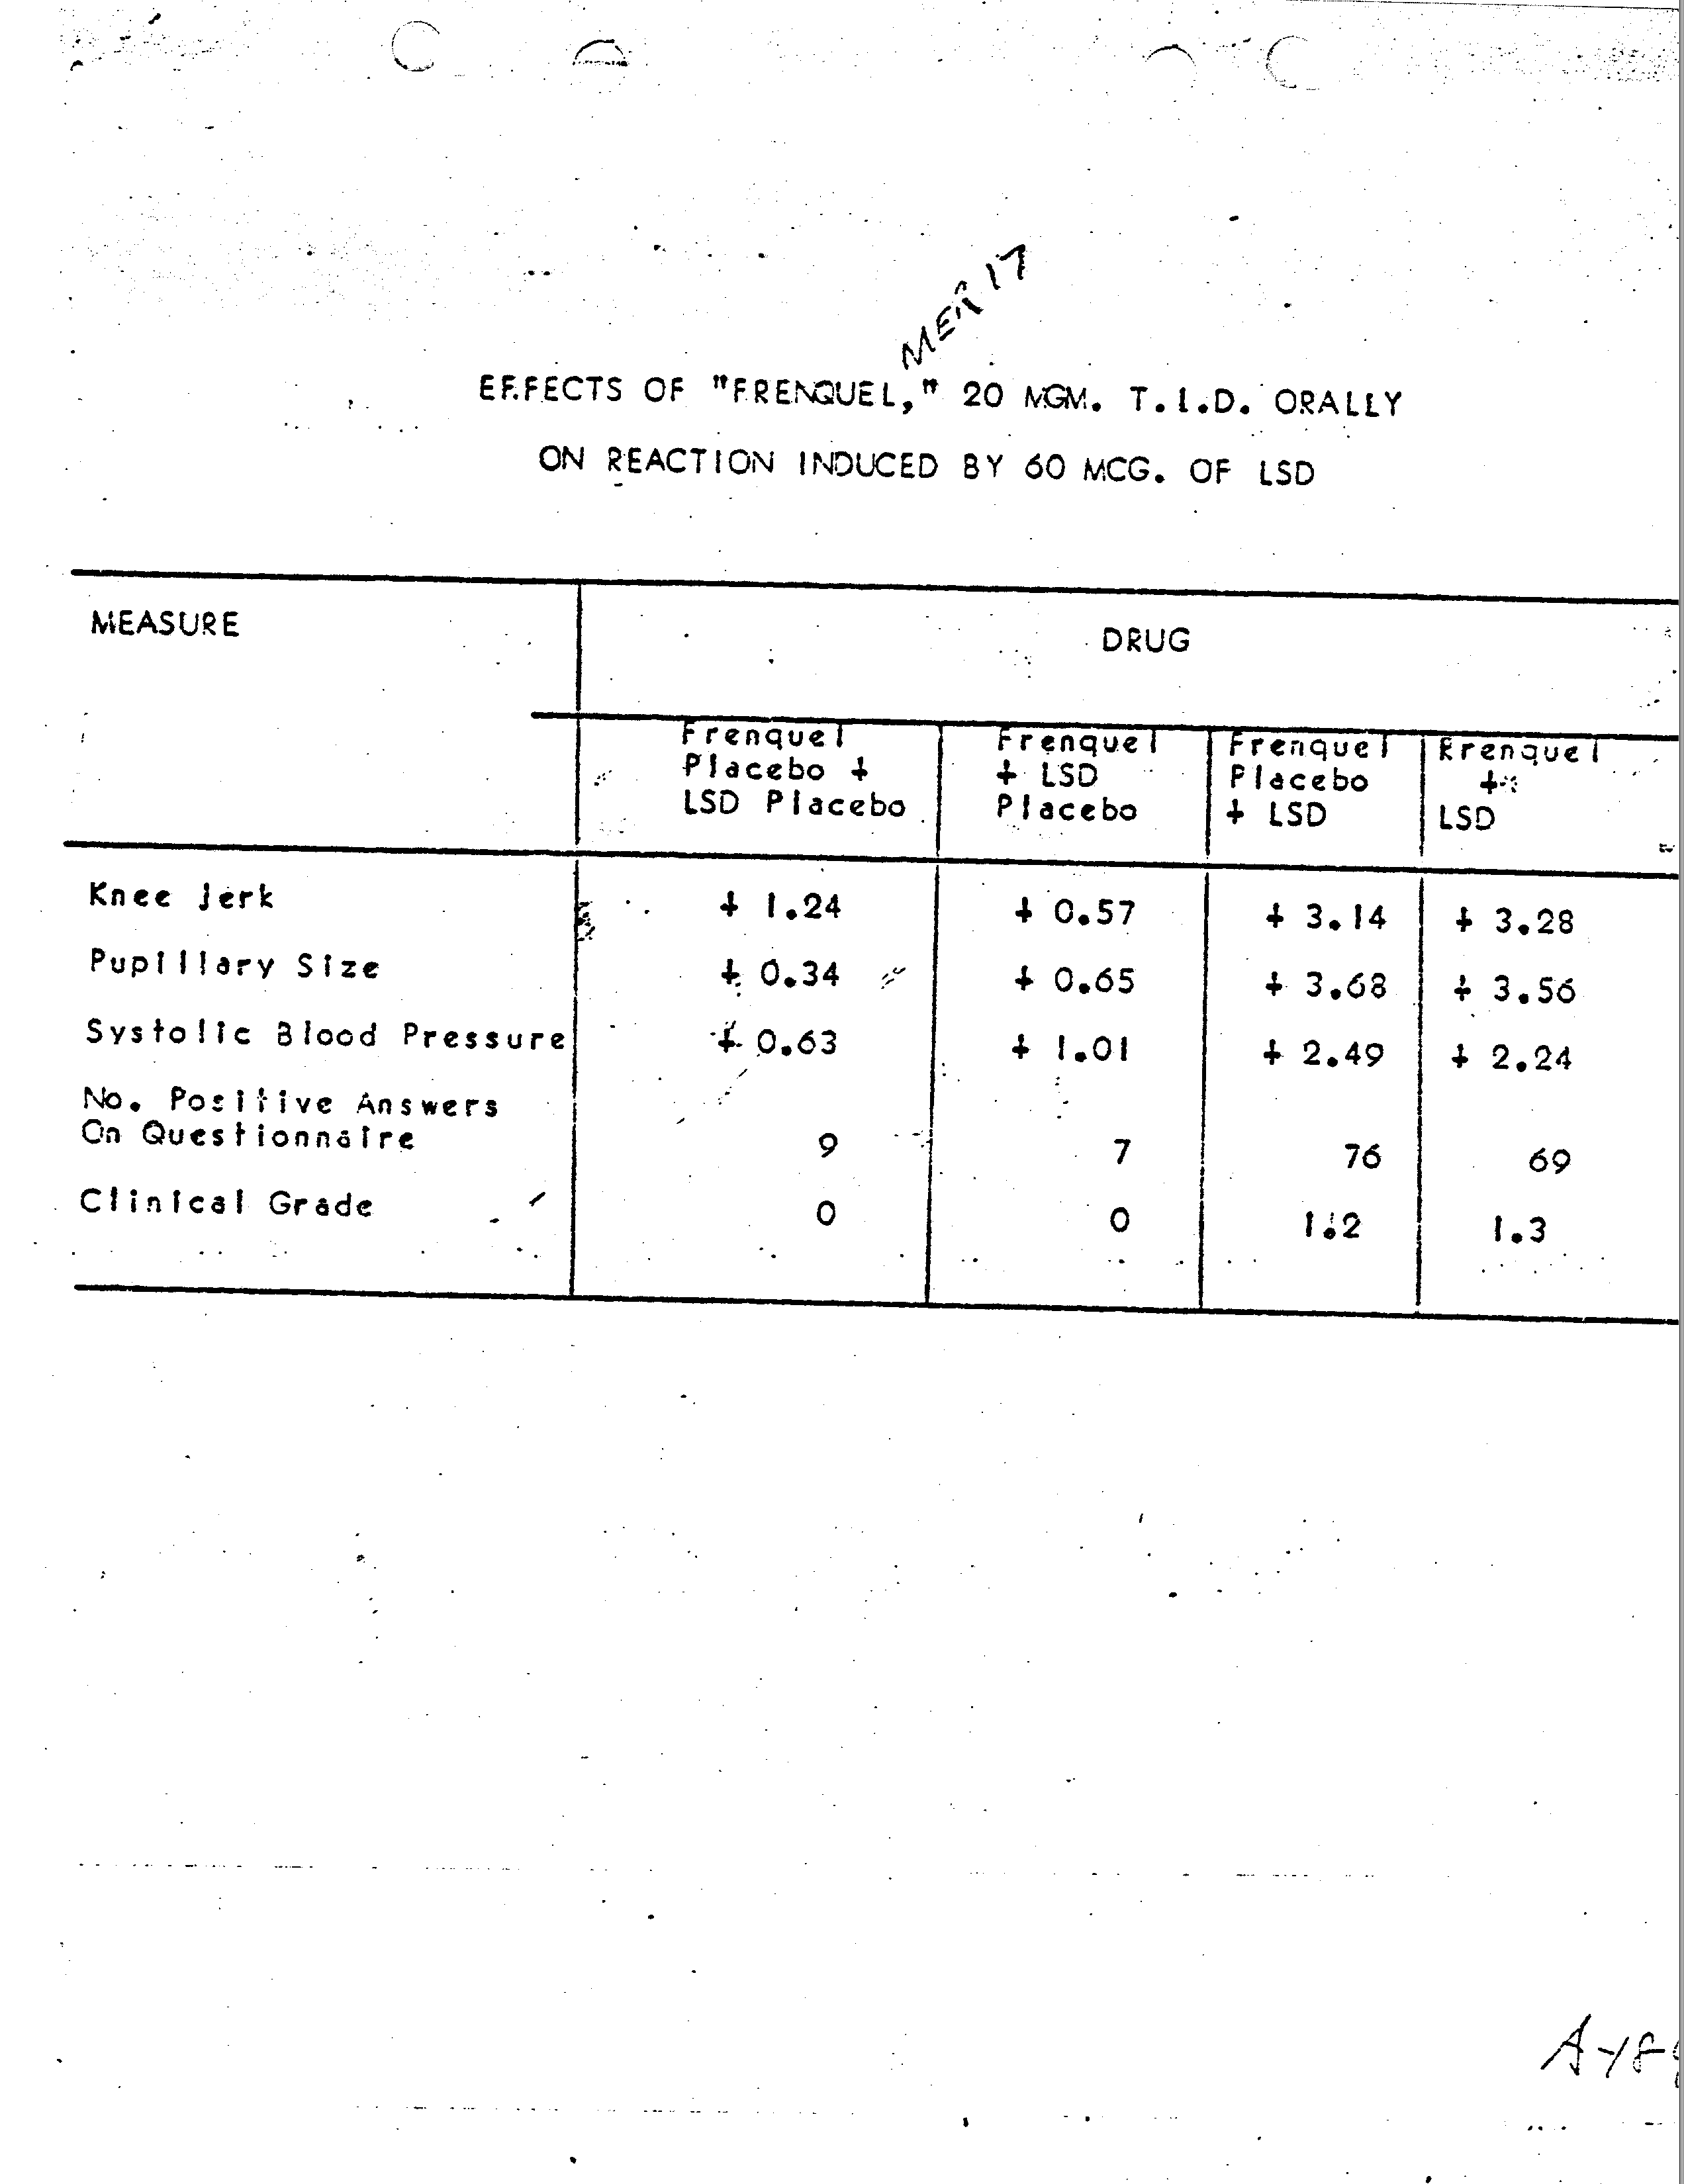 MER 17
EFFECTS OF "FRENQUEL," 20 MGM. T.I.D. ORALLY
ON REACTION INDUCED BY 60 MCG. OF LSD
MEASURE DRUG
Frenquel Placebo + LSD Placebo
Frenquel + LSD Placebo
Frenquel Placebo + LSD
Frenquel + LSD
Knee Jerk + 1.24 + 0.57 + 3.14 + 3.28
Pupillary Size + 0.34 + 0.65 + 3.68 + 3.56
Systolic Blood Pressure + 0.63 + 1.01 + 2.49 + 2.24
No. Positive Answers
On Questionnaire 9 7 76 69
Clinical Grade 0 0 1.2 1.3